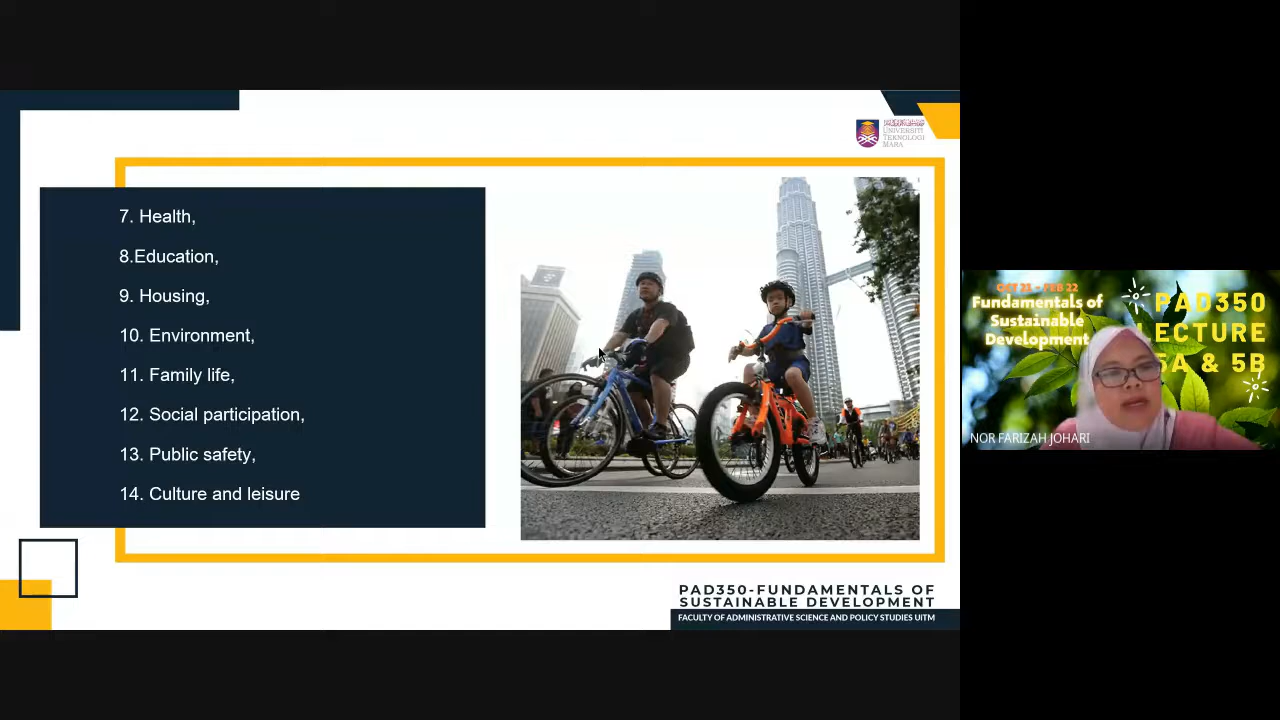 UNIVERSITI
TEKNOLOGI
MARA
7. Health,
8.Education,
9. Housing,
10. Environment,
11. Family life,
12. Social participation,
13. Public safety,
14. Culture and leisure
PAD350-FUNDAMENTALS OF
SUSTAINABLE DEVELOPMENT
FACULTY OF ADMINISTRATIVE SCIENCE AND POLICY STUDIES UITM
Fundamentals of
Sustainable
Development
PAD350
LECTURE
5A & 5B
NOR FARIZAH JOHARI